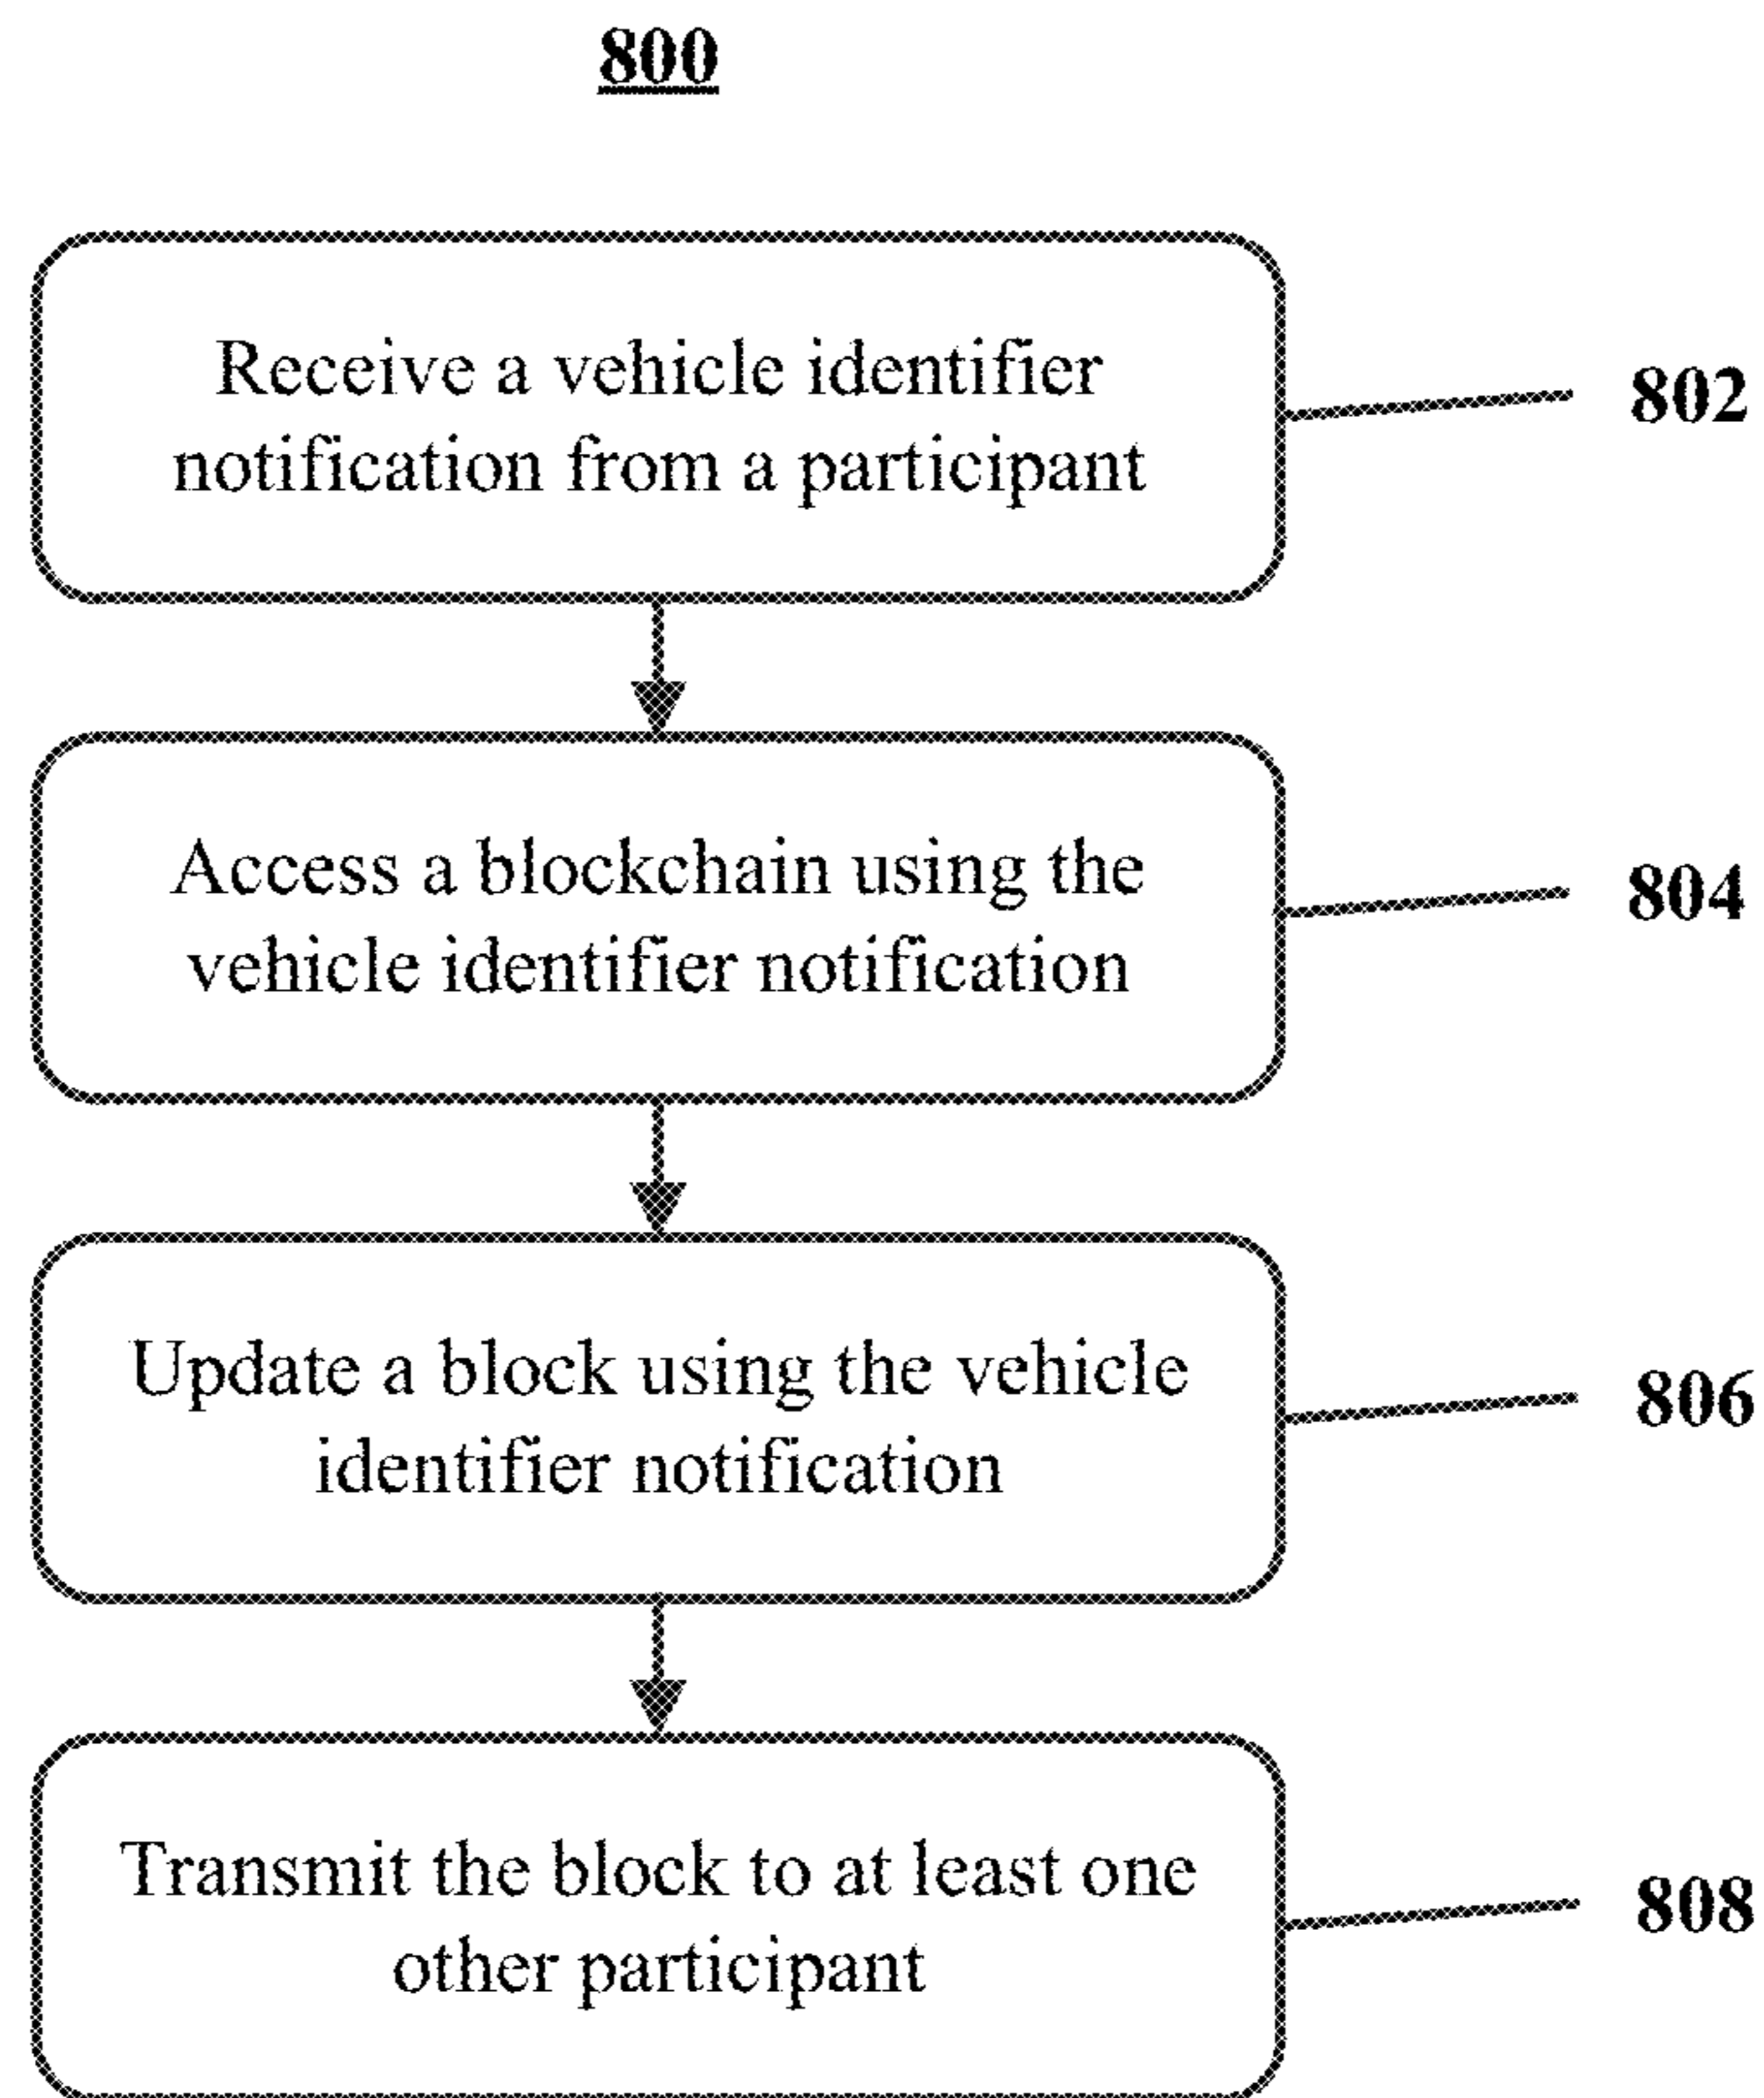 800
Receive a vehicle identifier
notification from a participant
802
Access a blockchain using the
vehicle identifier notification
804
Update a block using the vehicle
identifier notification
806
Transmit the block to at least one
other participant
808